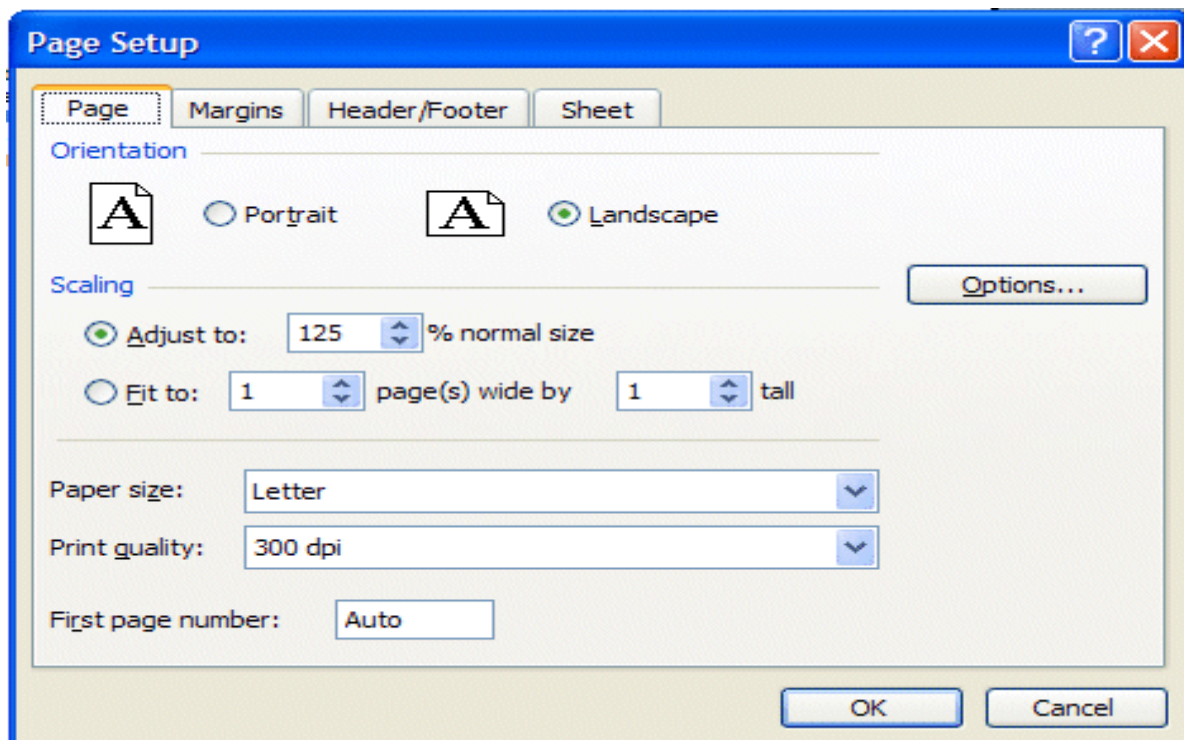 Page Setup
Page Margins Header/Footer Sheet
Orientation
A Portrait A Landscape
Scaling
Options...
Adjust to: 125 % normal size
Fit to: 1 page(s) wide by 1 tall
Paper size: Letter
Print quality: 300 dpi
First page number: Auto
OK Cancel